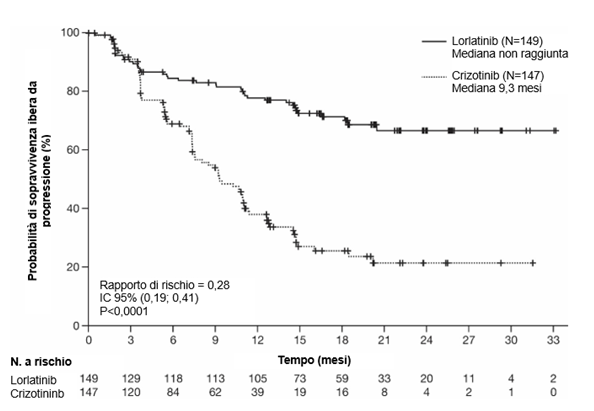 100
80
60
40
20
0
Probabilità di sopravvivenza ibera da
progressione (%)
Lorlatinib (N=149)
Mediana non raggiunta
Crizotinib (N=147)
Mediana 9,3 mesi
Rapporto di rischio = 0,28
IC 95% (0,19; 0,41)
P<0,0001
0 3 6 9 12 15 18 21 24 27 30 33
Tempo (mesi)
N. a rischio
Lorlatinib 149 129 118 113 105 73 59 33 20 11 4 2
Crizotininb 147 120 84 62 39 19 16 8 4 2 1 0